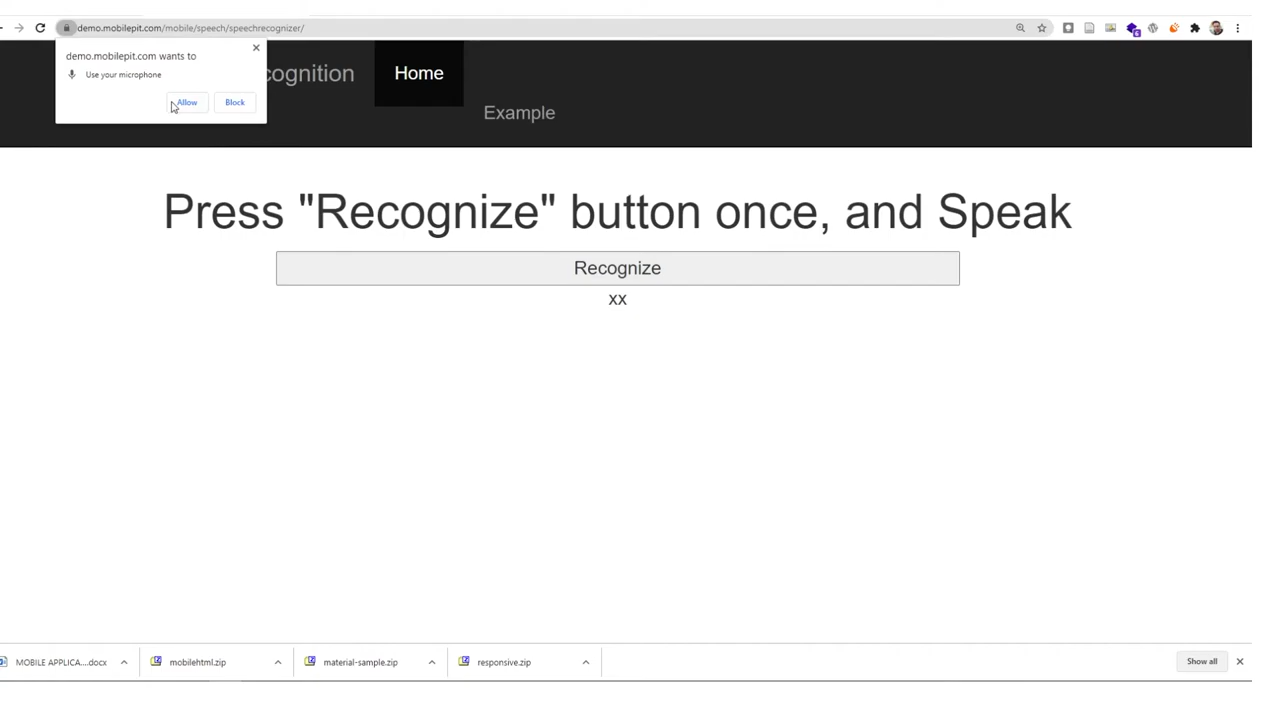 demo.mobilepit.com/mobile/speech/speechrecognizer/
demo.mobilepit.com wants to
Use your microphone
Allow Block
cognition Home
Example
Press "Recognize" button once, and Speak
Recognize
xx
MOBILE APPLICA....docx mobilehtml.zip material-sample.zip responsive.zip Show all